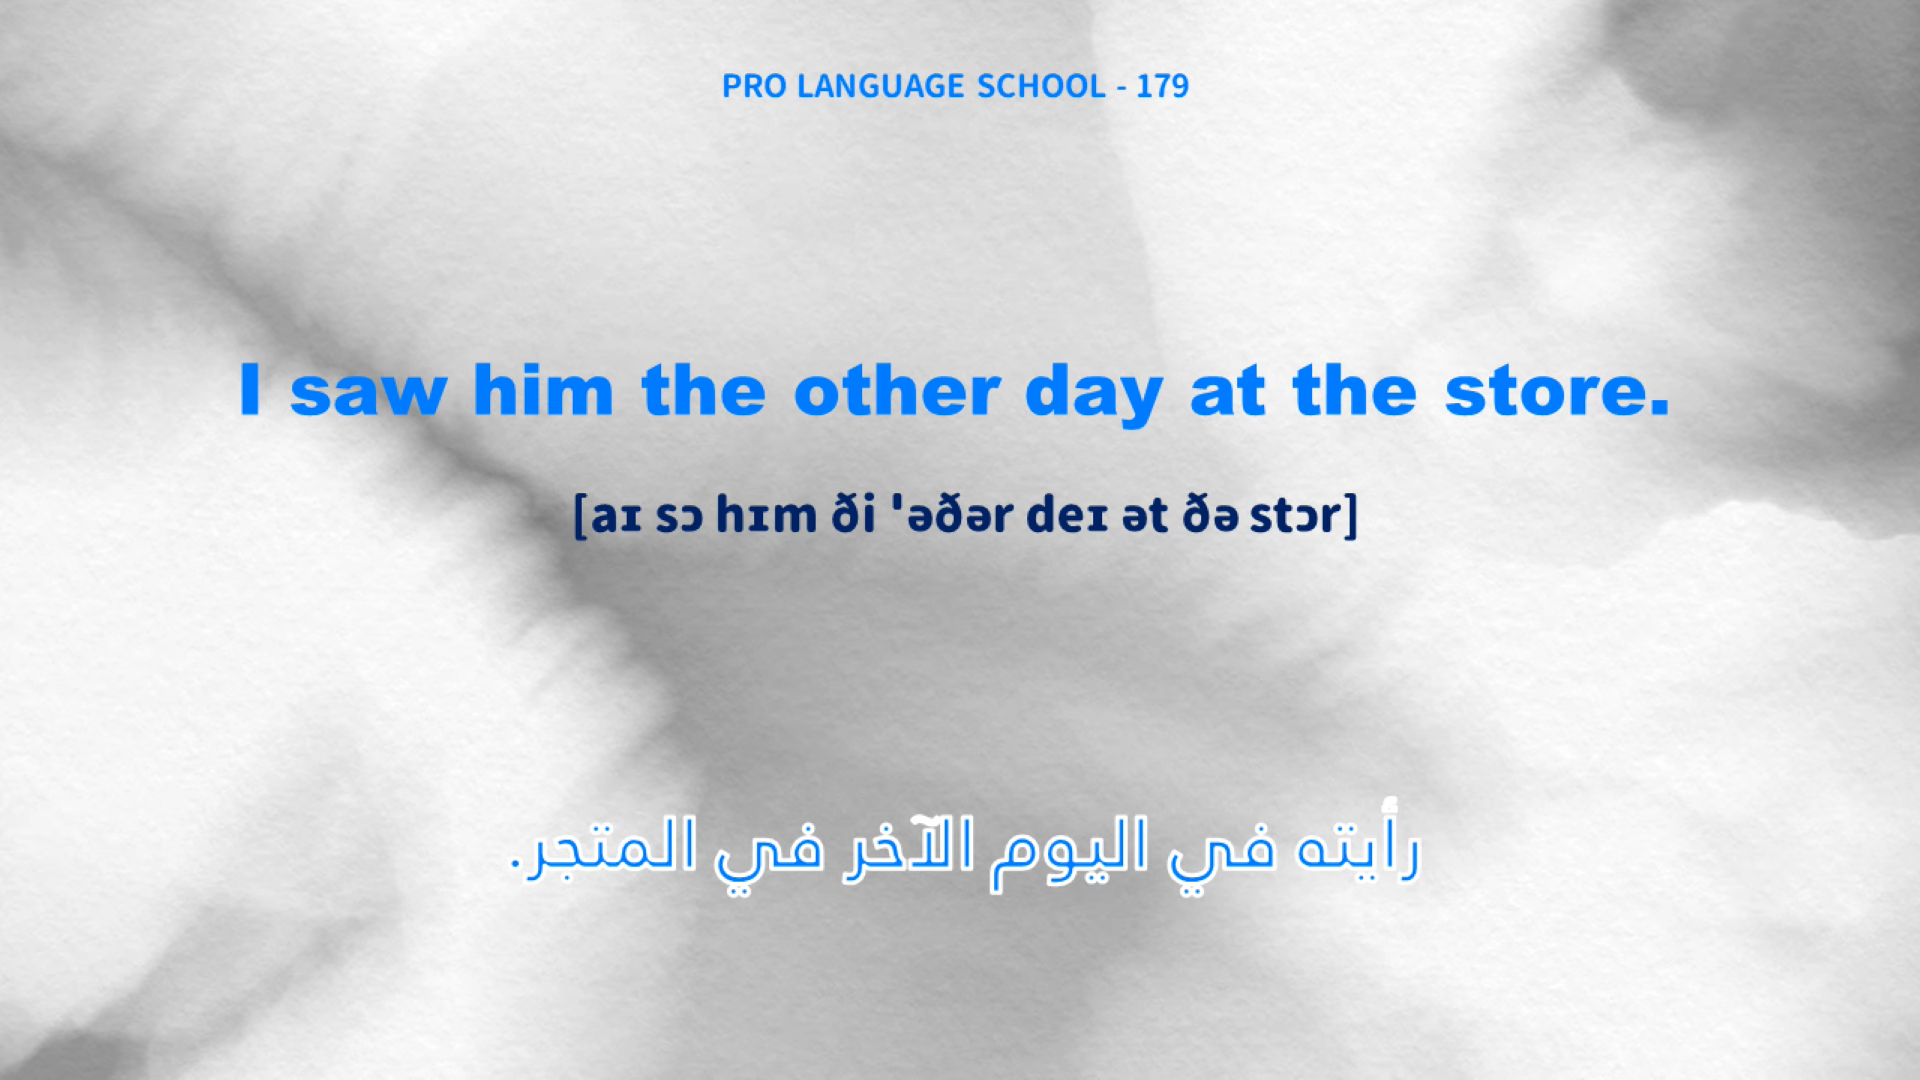 PRO LANGUAGE SCHOOL - 179
I saw him the other day at the store.
[aɪ sɔ hɪm ði ˈəðər deɪ ət ðə stɔr]
رأيته في اليوم الآخر في المتجر.